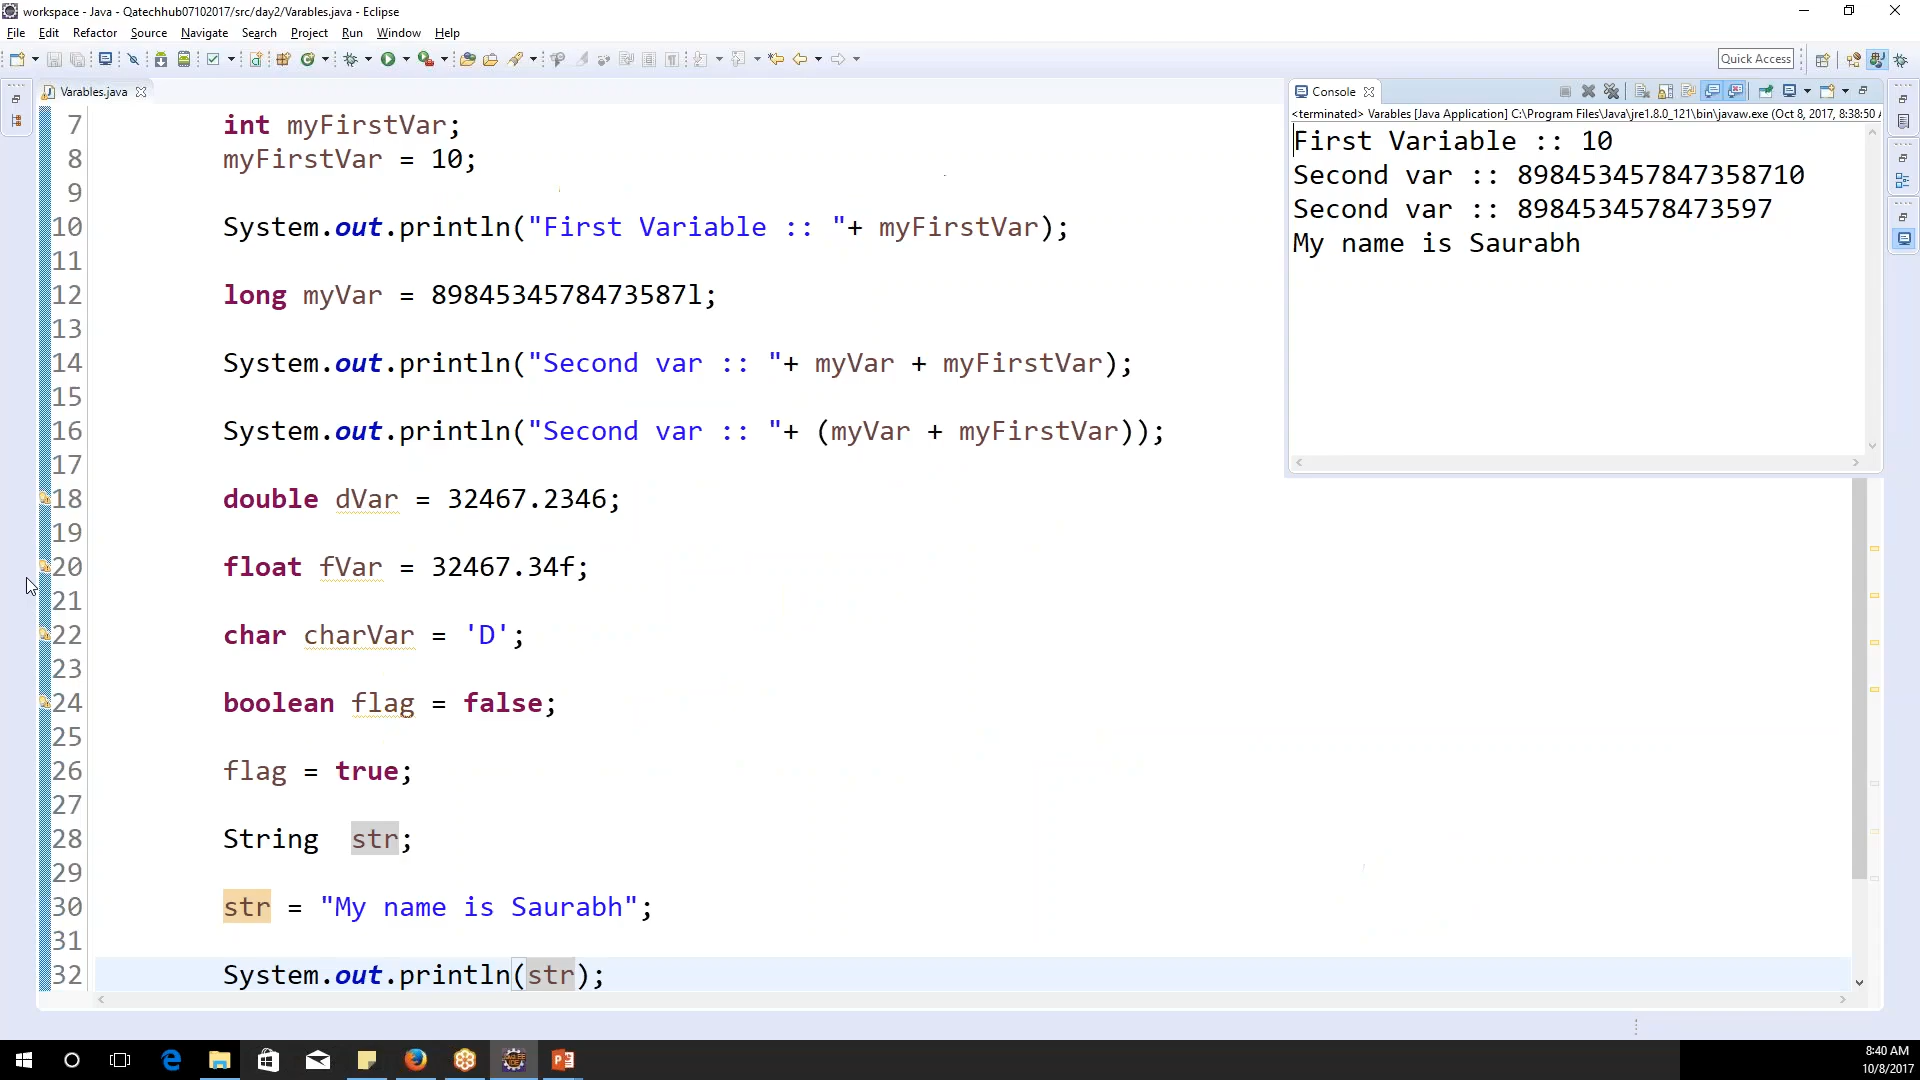 workspace - Java - Qatechhub07102017/src/day2/Varables.java - Eclipse
File Edit Refactor Source Navigate Search Project Run Window Help
Quick Access
Varables.java
7 int myFirstVar;
8 myFirstVar = 10;
9
10 System.out.println("First Variable :: "+ myFirstVar);
11
12 long myVar = 8984534578473587l;
13
14 System.out.println("Second var :: "+ myVar + myFirstVar);
15
16 System.out.println("Second var :: "+ (myVar + myFirstVar));
17
18 double dVar = 32467.2346;
19
20 float fVar = 32467.34f;
21
22 char charVar = 'D';
23
24 boolean flag = false;
25
26 flag = true;
27
28 String str;
29
30 str = "My name is Saurabh";
31
32 System.out.println(str);
Console
<terminated> Varables [Java Application] C:\Program Files\Java\jre1.8.0_121\bin\javaw.exe (Oct 8, 2017, 8:38:50
First Variable :: 10
Second var :: 898453457847358710
Second var :: 8984534578473597
My name is Saurabh
8:40 AM
10/8/2017